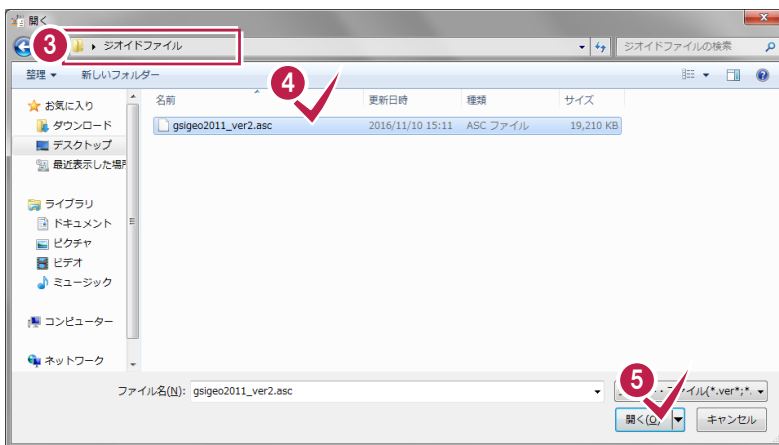 開く
3
ジオイドファイル
ジオイドファイルの検索
整理
新しいフォルダー
4
名前 更新日時 種類 サイズ
gsigeo2011_ver2.asc 2016/11/10 15:11 ASC ファイル 19,210 KB
お気に入り
ダウンロード
デスクトップ
最近表示した場所
ライブラリ
ドキュメント
ピクチャ
ビデオ
ミュージック
コンピューター
ネットワーク
5
ファイル名(N): gsigeo2011_ver2.asc
・ファイル(*.ver*;*.
開く(O) キャンセル